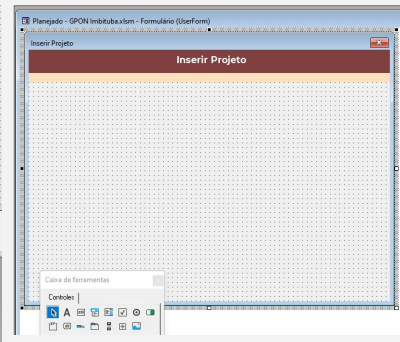 Planejado - GPON Imbituba.xlsm - Formulário (UserForm)
Inserir Projeto
Inserir Projeto
Caixa de ferramentas
Controles